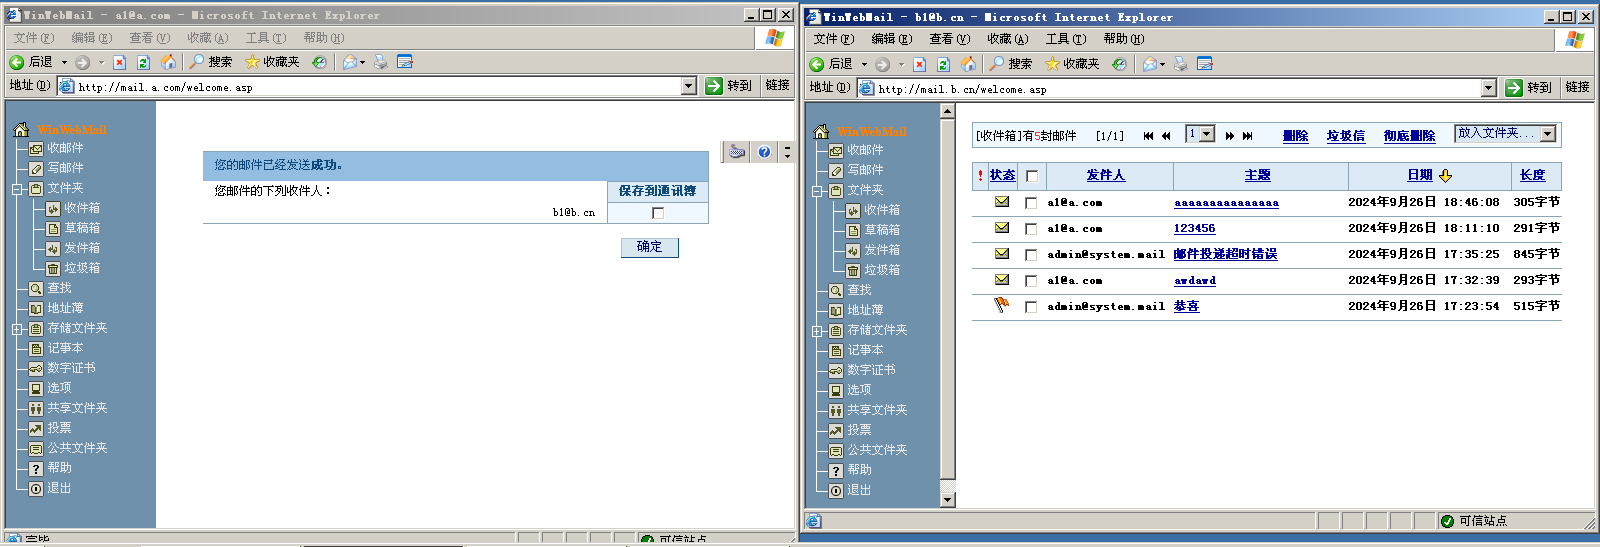 WinWebMail - a1@a.com - Microsoft Internet Explorer
文件(F) 编辑(E) 查看(V) 收藏(A) 工具(T) 帮助(H)
后退 搜索 收藏夹
地址(D) http://mail.a.com/welcome.asp 转到 链接
WinWebMail
收邮件
写邮件
文件夹
收件箱
草稿箱
发件箱
垃圾箱
查找
地址薄
存储文件夹
记事本
数字证书
选项
共享文件夹
投票
公共文件夹
帮助
退出
您的邮件已经发送成功。
您邮件的下列收件人： 保存到通讯簿
b1@b.cn
确定
完毕 可信站点
WinWebMail - b1@b.cn - Microsoft Internet Explorer
文件(F) 编辑(E) 查看(V) 收藏(A) 工具(T) 帮助(H)
后退 搜索 收藏夹
地址(D) http://mail.b.cn/welcome.asp 转到 链接
WinWebMail
收邮件
写邮件
文件夹
收件箱
草稿箱
发件箱
垃圾箱
查找
地址薄
存储文件夹
记事本
数字证书
选项
共享文件夹
投票
公共文件夹
帮助
退出
[收件箱]有5封邮件 [1/1] 1 删除 垃圾信 彻底删除 放入文件夹...
! 状态 发件人 主题 日期 长度
a1@a.com aaaaaaaaaaaaaaa 2024年9月26日 18:46:08 305字节
a1@a.com 123456 2024年9月26日 18:11:10 291字节
admin@system.mail 邮件投递超时错误 2024年9月26日 17:35:25 845字节
a1@a.com awdawd 2024年9月26日 17:32:39 293字节
admin@system.mail 恭喜 2024年9月26日 17:23:54 515字节
可信站点